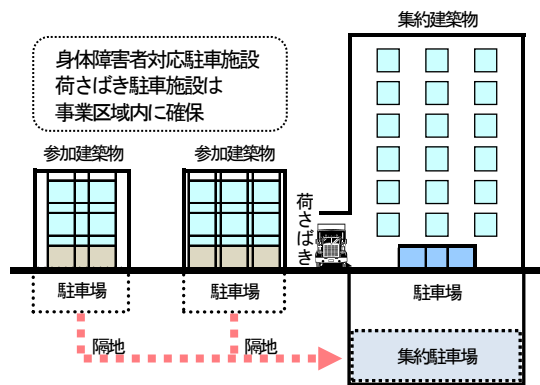 集約建築物
身体障害者対応駐車施設
荷さばき駐車施設は
事業区域内に確保
参加建築物
参加建築物
荷さばき
駐車場
駐車場
駐車場
隔地
隔地
集約駐車場